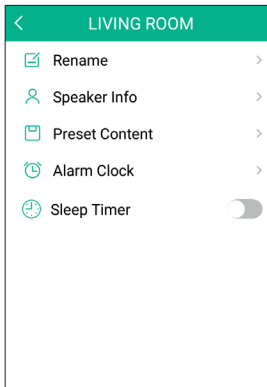 LIVING ROOM
Rename
Speaker Info
Preset Content
Alarm Clock
Sleep Timer